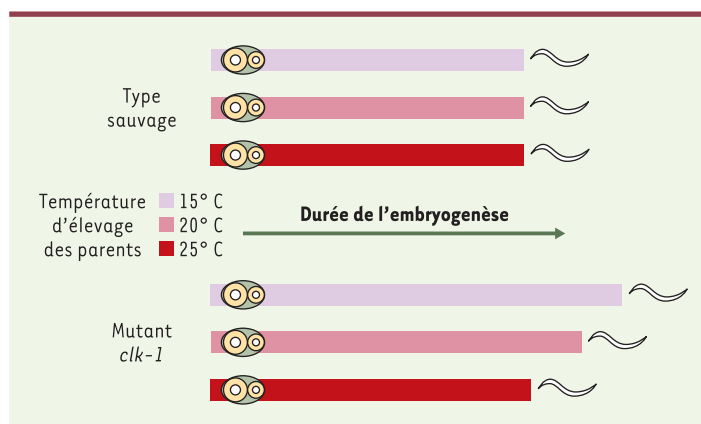 Type
sauvage
Température
d'élevage
des parents
15° C
20° C
25° C
Durée de l'embryogenèse
Mutant
clk-1